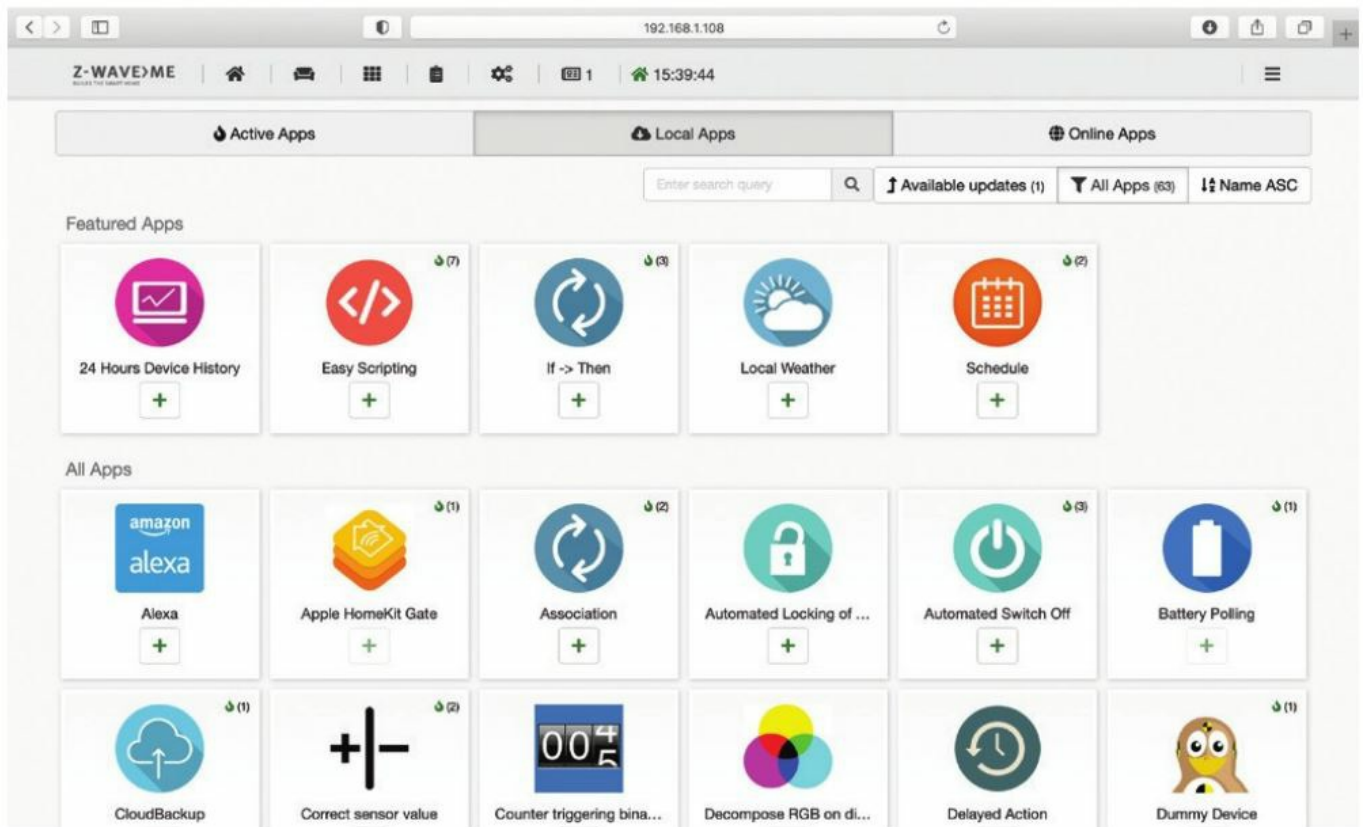 192.168.1.108
Z-WAVE>ME
1
15:39:44
Active Apps
Local Apps
Online Apps
Enter search query
Available updates (1)
All Apps (63)
Name ASC
Featured Apps
(7)
(3)
(2)
24 Hours Device History
Easy Scripting
If -> Then
Local Weather
Schedule
All Apps
amazon
alexa
(1)
(2)
(3)
(1)
Alexa
Apple HomeKit Gate
Association
Automated Locking of ...
Automated Switch Off
Battery Polling
(1)
(2)
(1)
CloudBackup
Correct sensor value
Counter triggering bina...
Decompose RGB on di...
Delayed Action
Dummy Device